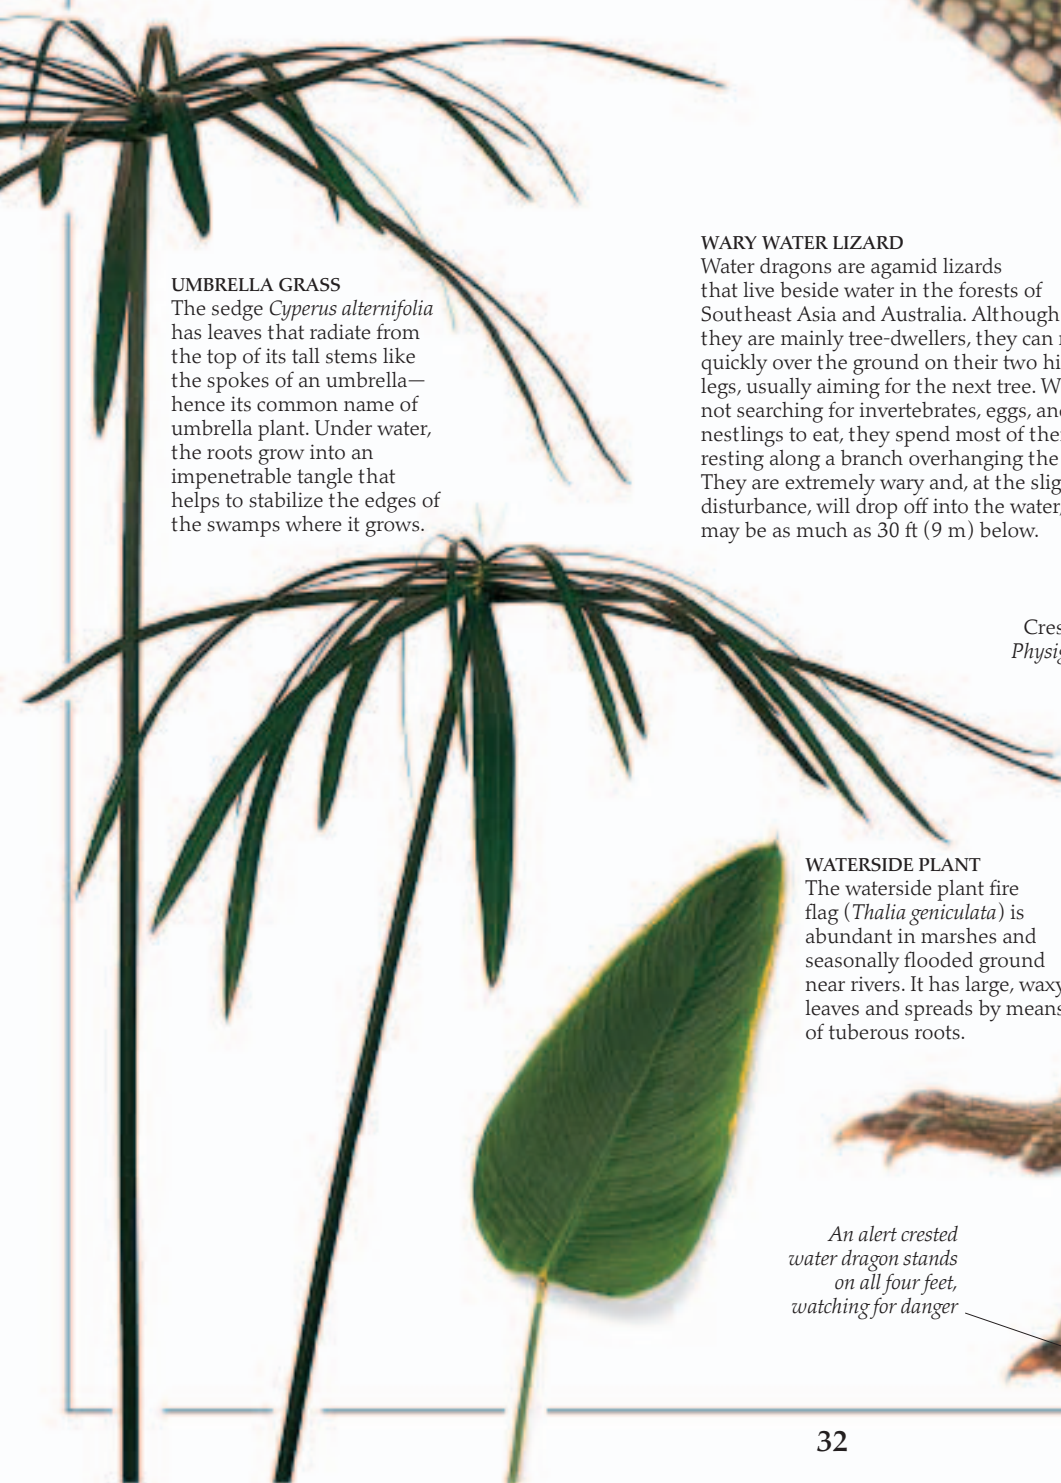 UMBRELLA GRASS
The sedge Cyperus alternifolia
has leaves that radiate from
the top of its tall stems like
the spokes of an umbrella—
hence its common name of
umbrella plant. Under water,
the roots grow into an
impenetrable tangle that
helps to stabilize the edges of
the swamps where it grows.
WARY WATER LIZARD
Water dragons are agamid lizards
that live beside water in the forests of
Southeast Asia and Australia. Although
they are mainly tree-dwellers, they can
quickly over the ground on their two
legs, usually aiming for the next tree.
not searching for invertebrates, eggs, and
nestlings to eat, they spend most of
resting along a branch overhanging the
They are extremely wary and, at the
disturbance, will drop off into the water,
may be as much as 30 ft (9 m) below.
WATERSIDE PLANT
The waterside plant fire
flag (Thalia geniculata) is
abundant in marshes and
seasonally flooded ground
near rivers. It has large, waxy
leaves and spreads by means
of tuberous roots.
An alert crested
water dragon stands
on all four feet,
watching for danger
32